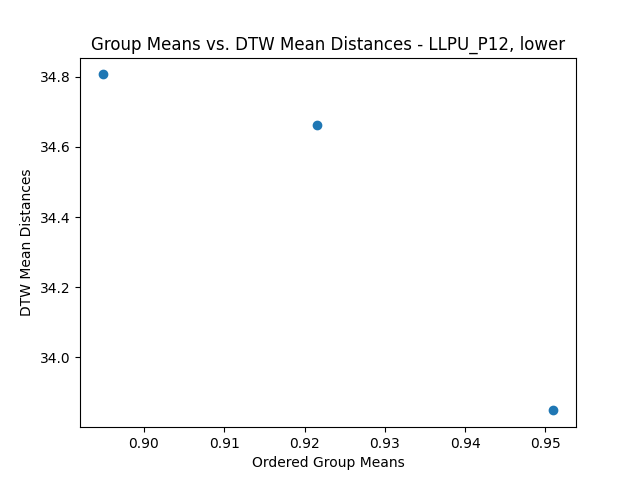 Group Means vs. DTW Mean Distances - LLPU_P12, lower
34.8
34.6
34.4
34.2
34.0
DTW Mean Distances
0.90 0.91 0.92 0.93 0.94 0.95
Ordered Group Means